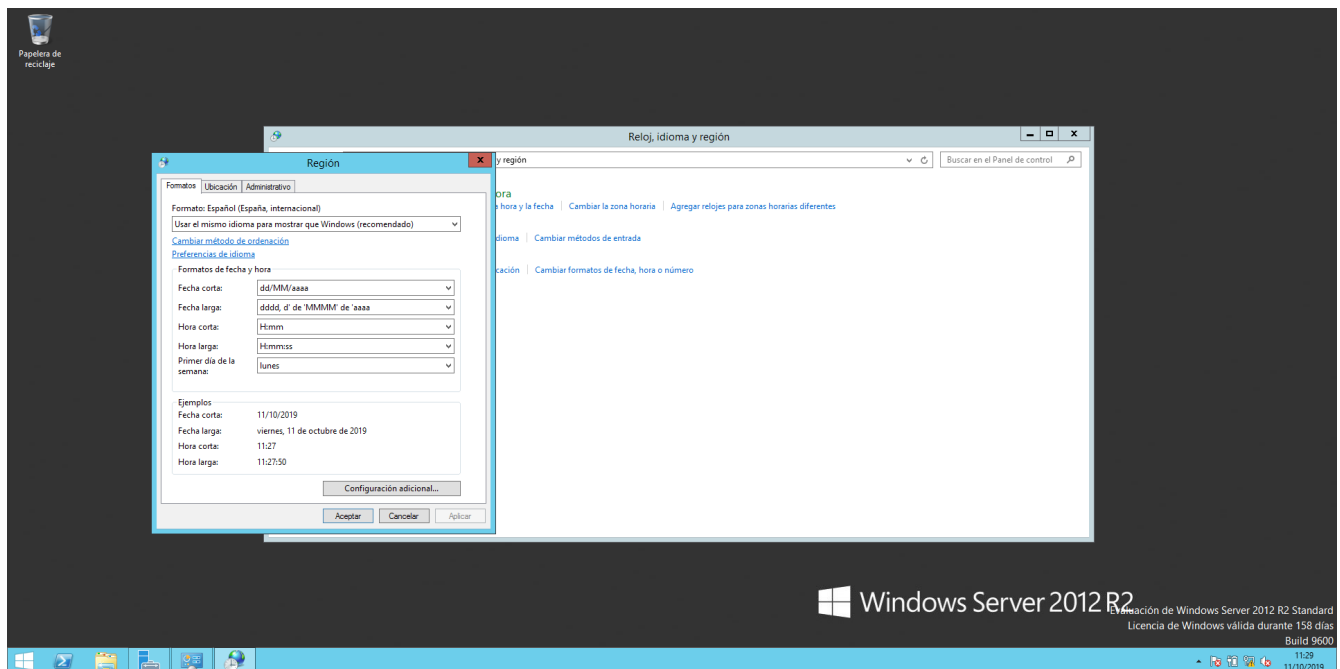 Papelera de
reciclaje
Reloj, idioma y región
Región
y región
Buscar en el Panel de control
Formatos
Ubicación
Administrativo
Formato: Español (España, internacional)
Usar el mismo idioma para mostrar que Windows (recomendado)
Cambiar método de ordenación
Preferencias de idioma
Formatos de fecha y hora
Fecha corta:
dd/MM/aaaa
Fecha larga:
dddd, d' de 'MMMM' de 'aaaa
Hora corta:
H:mm
Hora larga:
H:mm:ss
Primer día de la
semana:
lunes
Ejemplos
Fecha corta:
11/10/2019
Fecha larga:
viernes, 11 de octubre de 2019
Hora corta:
11:27
Hora larga:
11:27:50
Configuración adicional...
Aceptar
Cancelar
Aplicar
ora
hora y la fecha
Cambiar la zona horaria
Agregar relojes para zonas horarias diferentes
dioma
Cambiar métodos de entrada
cación
Cambiar formatos de fecha, hora o número
Windows Server 2012 R2
Evaluación de Windows Server 2012 R2 Standard
Licencia de Windows válida durante 158 días
Build 9600
11:29
11/10/2019